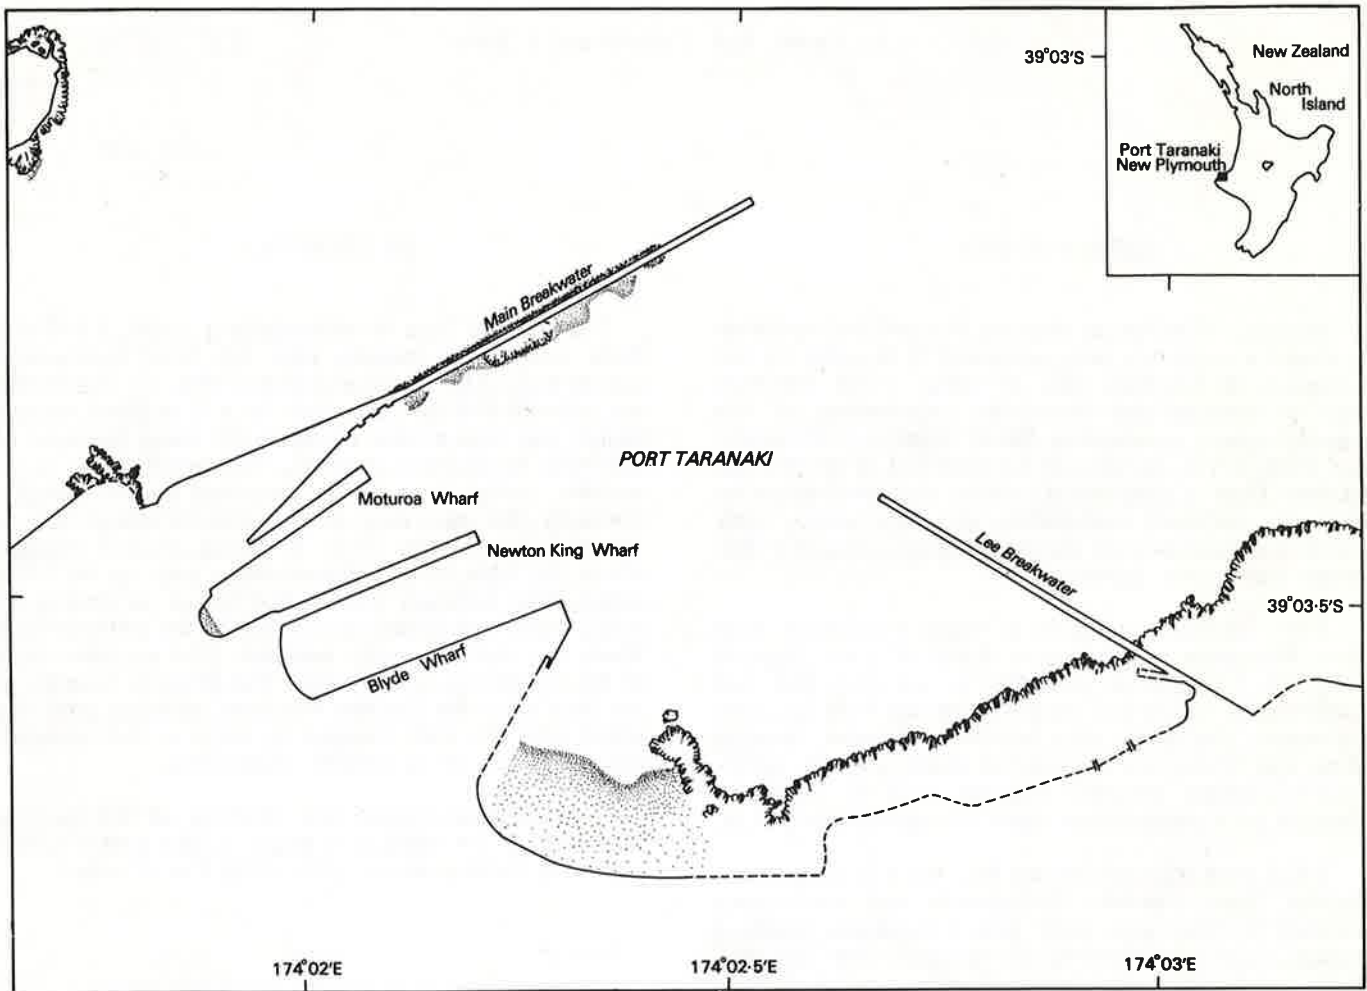 39°03'S
New Zealand
North
Island
Port Taranaki
New Plymouth
Main Breakwater
PORT TARANAKI
Moturoa Wharf
Newton King Wharf
Lee Breakwater
39°03·5'S
Blyde Wharf
174°02'E
174°02·5'E
174°03'E